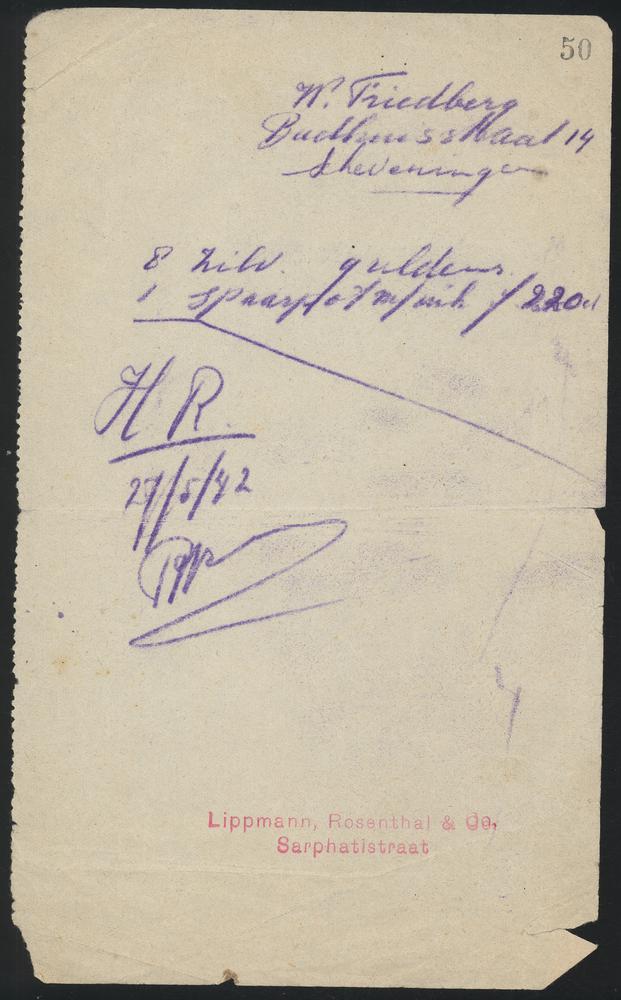 50
W. Friedberg
14
Scheveningen
8 zilv. guldens
1 spaarpot m/inh f 2.20
H R.
27/5/42
Lippmann, Rosenthal & Co,
Sarphatistraat